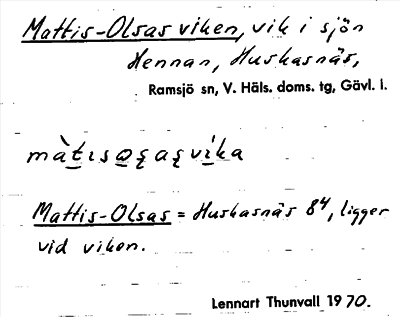 Mattis-Olsas viken, vik i sjön
Hennan, Huskasnäs,
Ramsjö sn, V. Häls. doms. tg, Gävl. l.
Mattis-Olsas = Huskasnäs 8⁴, ligger
vid viken.
Lennart Thunvall 1970.